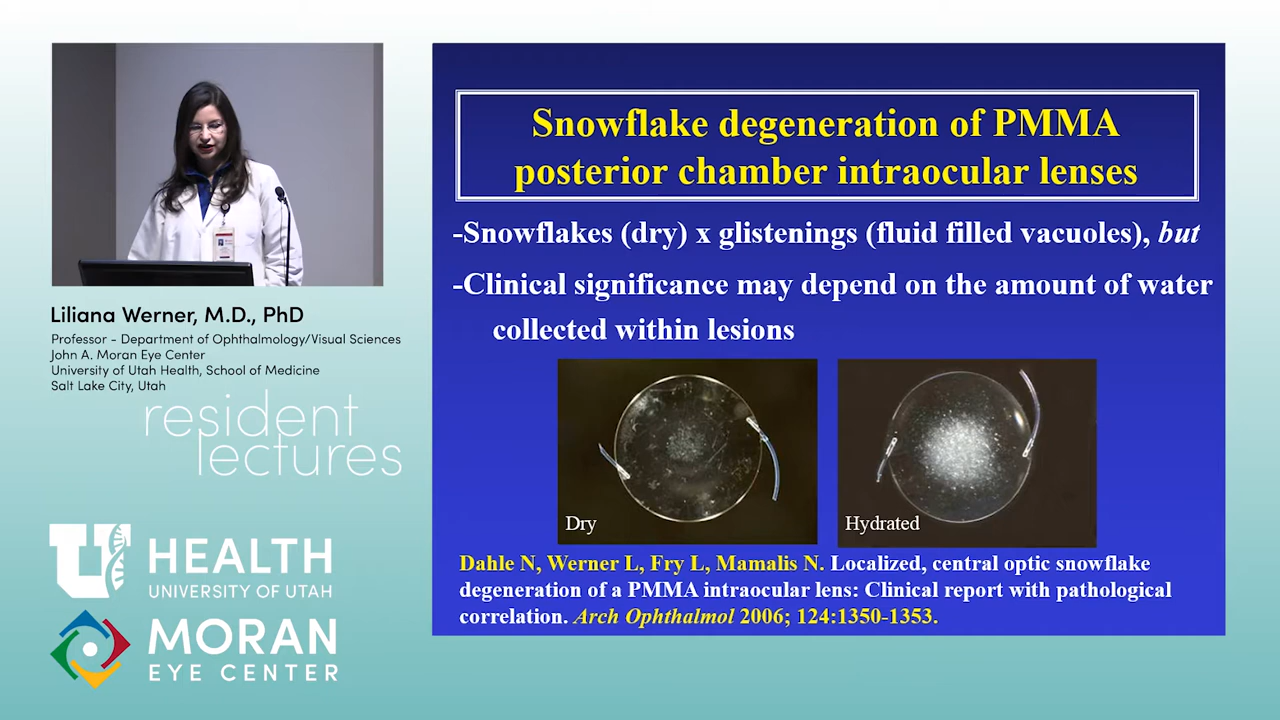 Liliana Werner, M.D., PhD
Professor - Department of Ophthalmology/Visual Sciences
John A. Moran Eye Center
University of Utah Health, School of Medicine
Salt Lake City, Utah
resident
lectures
U
HEALTH
UNIVERSITY OF UTAH
MORAN
EYE CENTER
Snowflake degeneration of PMMA
posterior chamber intraocular lenses
-Snowflakes (dry) x glistenings (fluid filled vacuoles), but
-Clinical significance may depend on the amount of water
collected within lesions
Dry
Hydrated
Dahle N, Werner L, Fry L, Mamalis N. Localized, central optic snowflake
degeneration of a PMMA intraocular lens: Clinical report with pathological
correlation. Arch Ophthalmol 2006; 124:1350-1353.